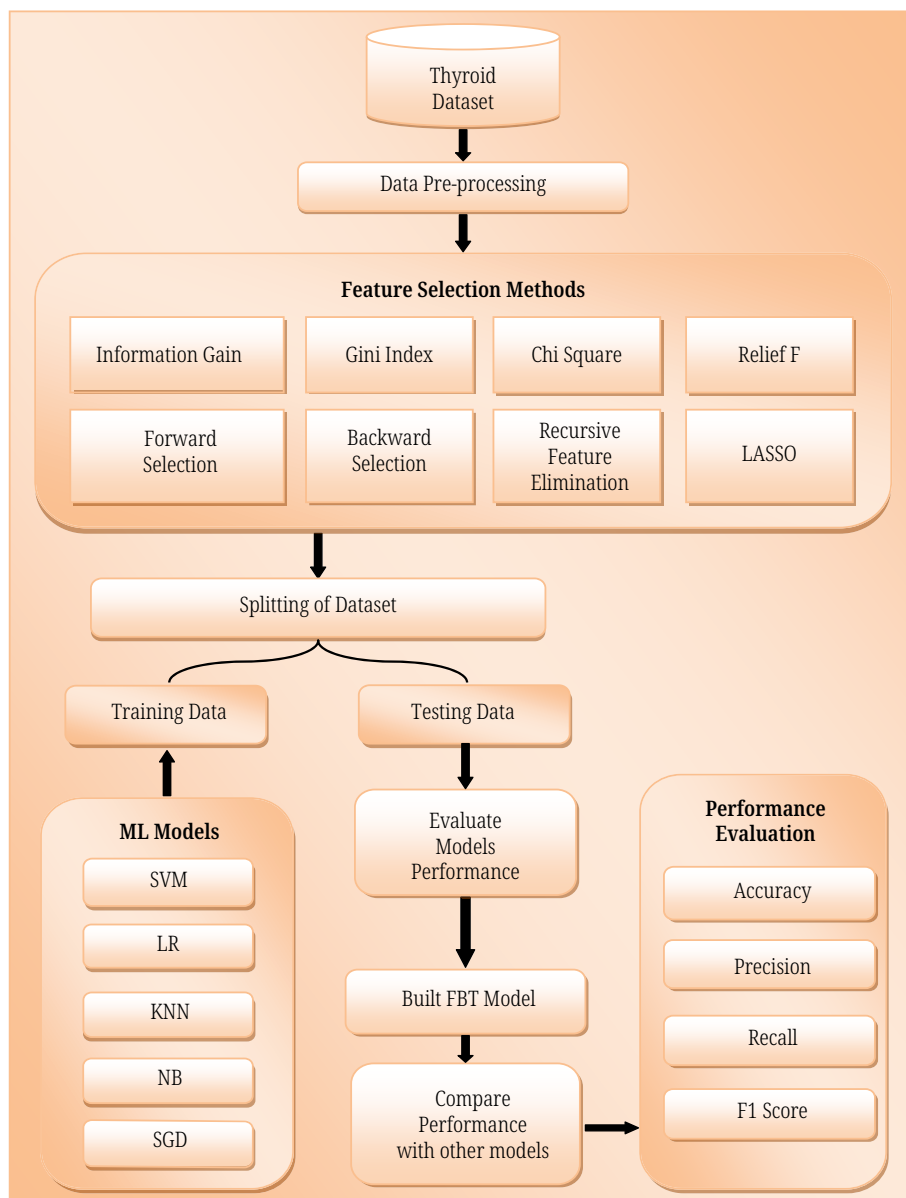 Thyroid
Dataset
Data Pre-processing
Feature Selection Methods
Information Gain
Gini Index
Chi Square
Relief F
Forward
Selection
Backward
Selection
Recursive
Feature
Elimination
LASSO
Splitting of Dataset
Training Data
Testing Data
ML Models
SVM
LR
KNN
NB
SGD
Evaluate
Models
Performance
Built FBT Model
Compare
Performance
with other models
Performance
Evaluation
Accuracy
Precision
Recall
F1 Score